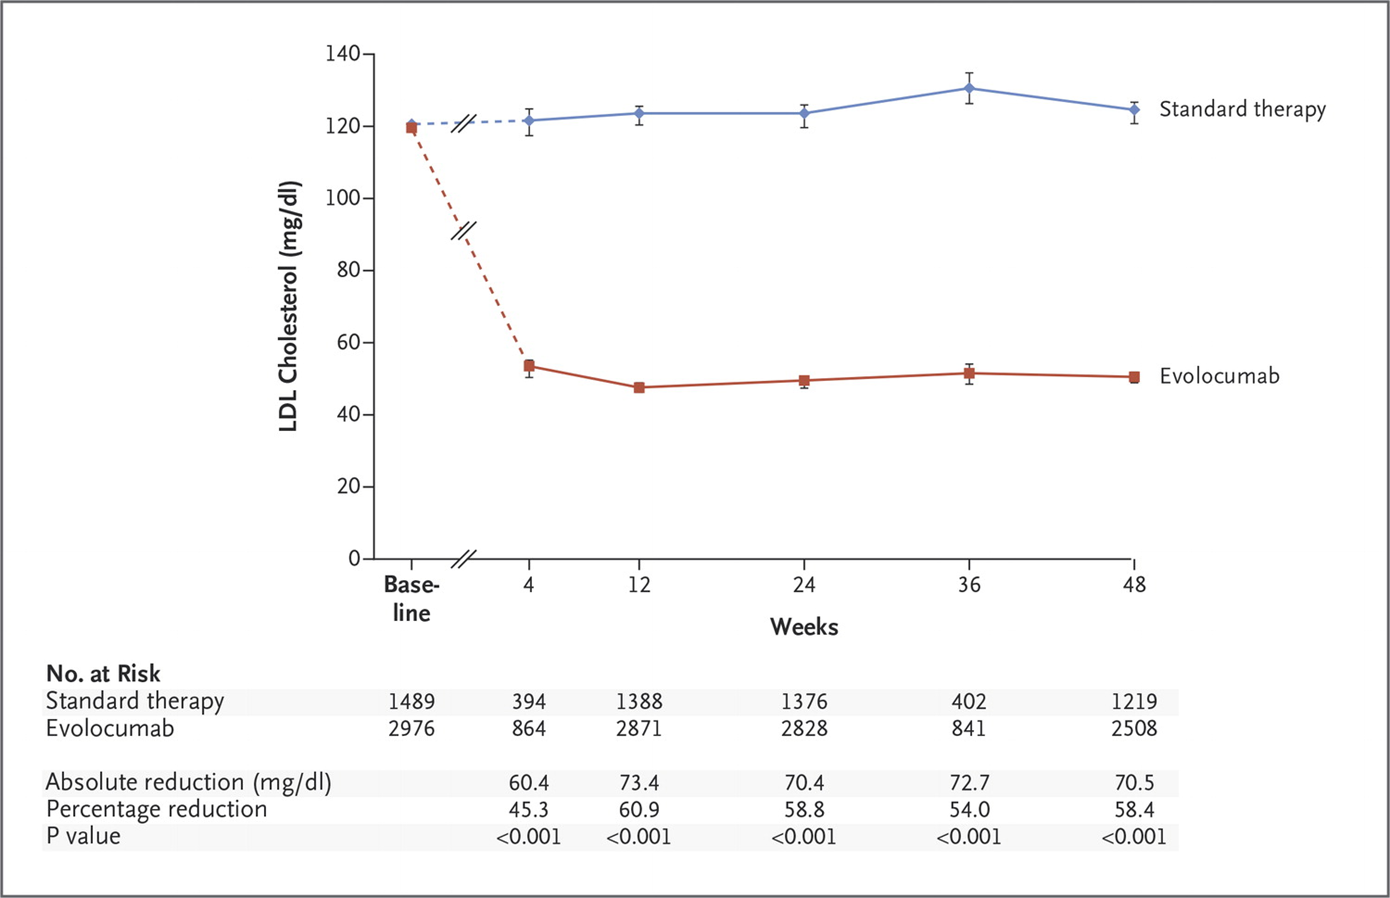 140
120
100
80
60
40
20
0
LDL Cholesterol (mg/dl)
Standard therapy
Evolocumab
Base-
line
4 12 24 36 48
Weeks
No. at Risk
Standard therapy 1489 394 1388 1376 402 1219
Evolocumab 2976 864 2871 2828 841 2508
Absolute reduction (mg/dl) 60.4 73.4 70.4 72.7 70.5
Percentage reduction 45.3 60.9 58.8 54.0 58.4
P value <0.001 <0.001 <0.001 <0.001 <0.001